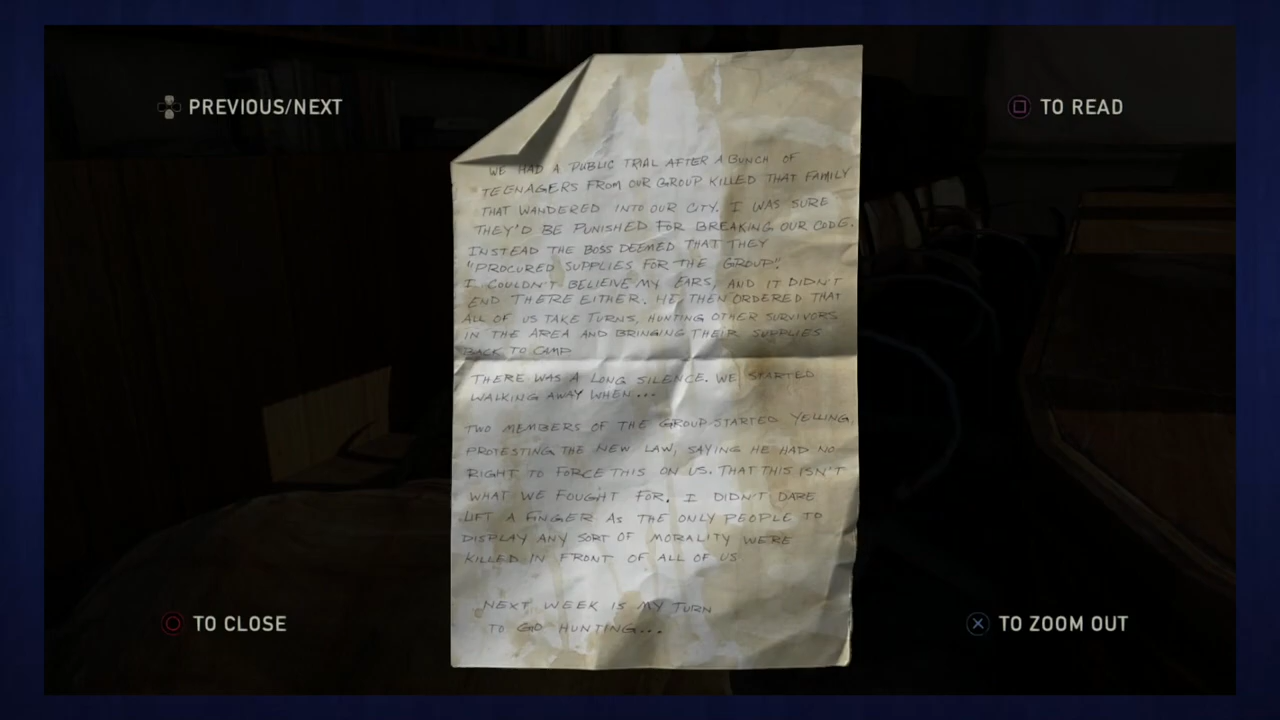 PREVIOUS/NEXT
TO READ
WE HAD A PUBLIC TRIAL AFTER A BUNCH OF
TEENAGERS FROM OUR GROUP KILLED THAT FAMILY
THAT WANDERED INTO OUR CITY. I WAS SURE
THEY'D BE PUNISHED FOR BREAKING OUR CODE.
INSTEAD THE BOSS DEEMED THAT THEY
"PROCURED SUPPLIES FOR THE GROUP".
I COULDN'T BELIEIVE MY EARS, AND IT DIDN'T
END THERE EITHER. HE THEN ORDERED THAT
ALL OF US TAKE TURNS, HUNTING OTHER SURVIVORS
IN THE AREA AND BRINGING THEIR SUPPLIES
BACK TO CAMP
THERE WAS A LONG SILENCE. WE STARTED
WALKING AWAY WHEN...
TWO MEMBERS OF THE GROUP STARTED YELLING,
PROTESTING THE NEW LAW, SAYING HE HAD NO
RIGHT TO FORCE THIS ON US. THAT THIS ISN'T
WHAT WE FOUGHT FOR. I DIDN'T DARE
LIFT A FINGER AS THE ONLY PEOPLE TO
DISPLAY ANY SORT OF MORALITY WERE
KILLED IN FRONT OF ALL OF US
NEXT WEEK IS MY TURN
TO GO HUNTING...
TO CLOSE
TO ZOOM OUT